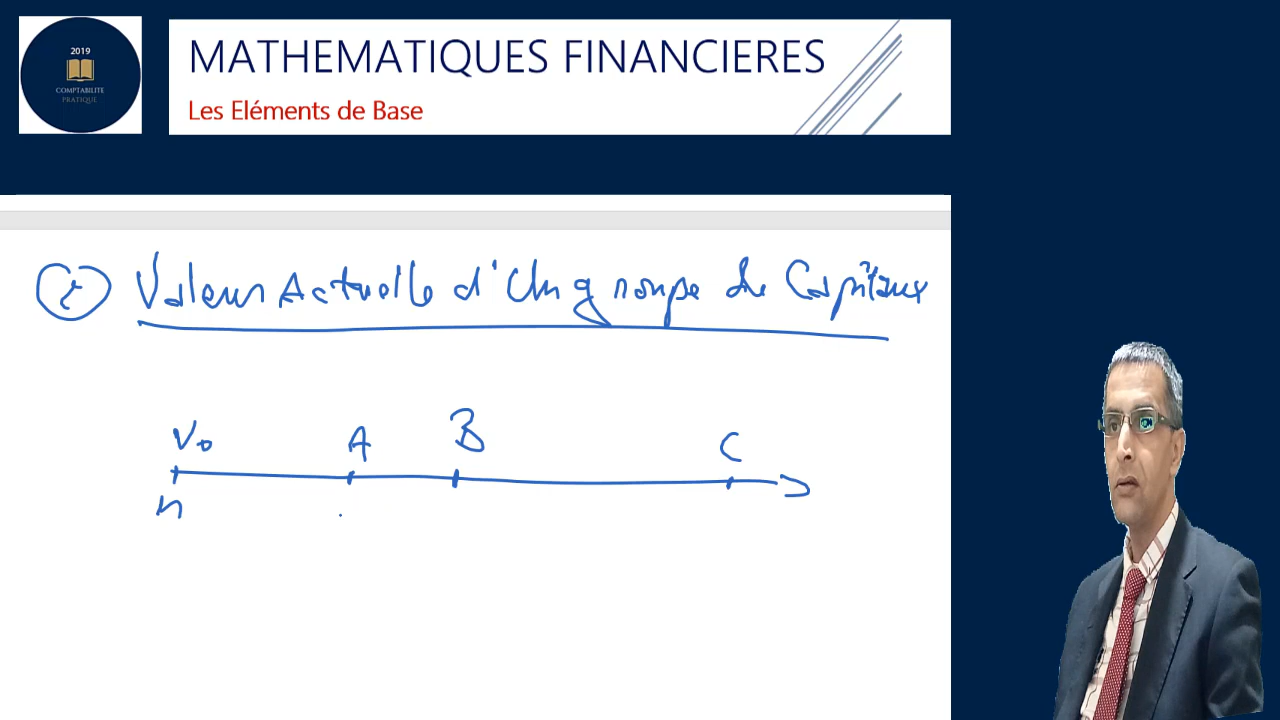 2019
COMPTABILITE
PRATIQUE
MATHEMATIQUES FINANCIERES
Les Eléments de Base
Valeur Actuelle d'Un groupe de Capitaux
V0 A B C
n